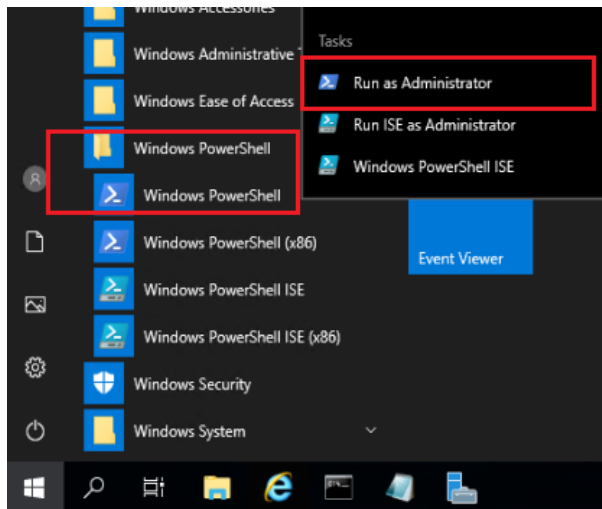 Windows Accessories
Windows Administrative
Windows Ease of Access
Windows PowerShell
Windows PowerShell
Windows PowerShell (x86)
Windows PowerShell ISE
Windows PowerShell ISE (x86)
Windows Security
Windows System
Tasks
Run as Administrator
Run ISE as Administrator
Windows PowerShell ISE
Event Viewer